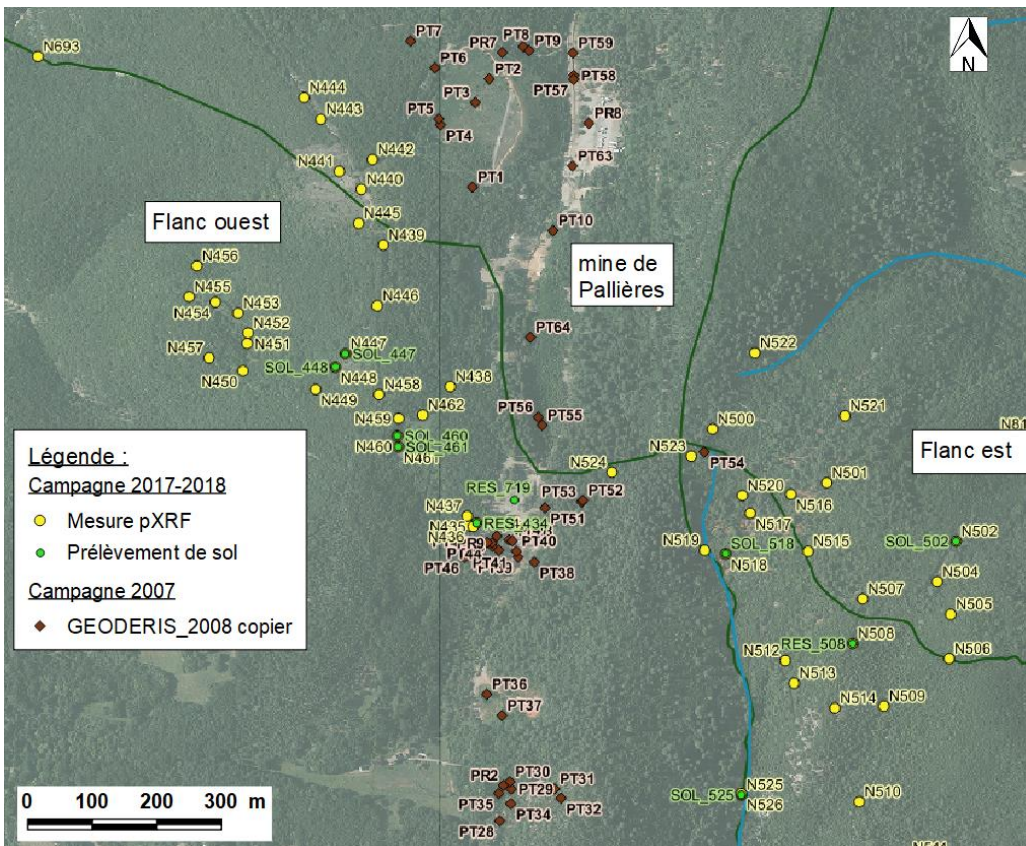 N693
PT7
PT6
PR7
PT8
PT9
PT59
PT2
PT58
PT57
N444
N443
PT3
PT5
PT4
PR8
N442
N441
N440
PT1
PT63
N445
Flanc ouest
N439
PT10
mine de
Pallières
N456
N455
N454
N453
N446
N452
N451
PT64
N457
N447
SOL_447
N522
SOL_448
N450
N448
N449
N458
N438
N459
N462
PT56
PT55
N521
N500
N81
SOL_460
N460
SOL_461
N461
N523
PT54
Flanc est
Légende :
Campagne 2017-2018
Mesure pXRF
Prélèvement de sol
Campagne 2007
GEODERIS_2008 copier
N524
N501
RES_719
PT53
PT52
N520
N516
N437
PT51
N517
N435
N436
PT40
N519
SOL_518
N518
N515
SOL_502
N502
PT46
PT41
PT38
N504
N507
N505
RES_508
N508
N512
N506
N513
PT36
PT37
N514
N509
PR2
PT30
PT29
PT31
PT35
PT32
PT34
PT28
SOL_525
N525
N526
N510
0 100 200 300 m
N